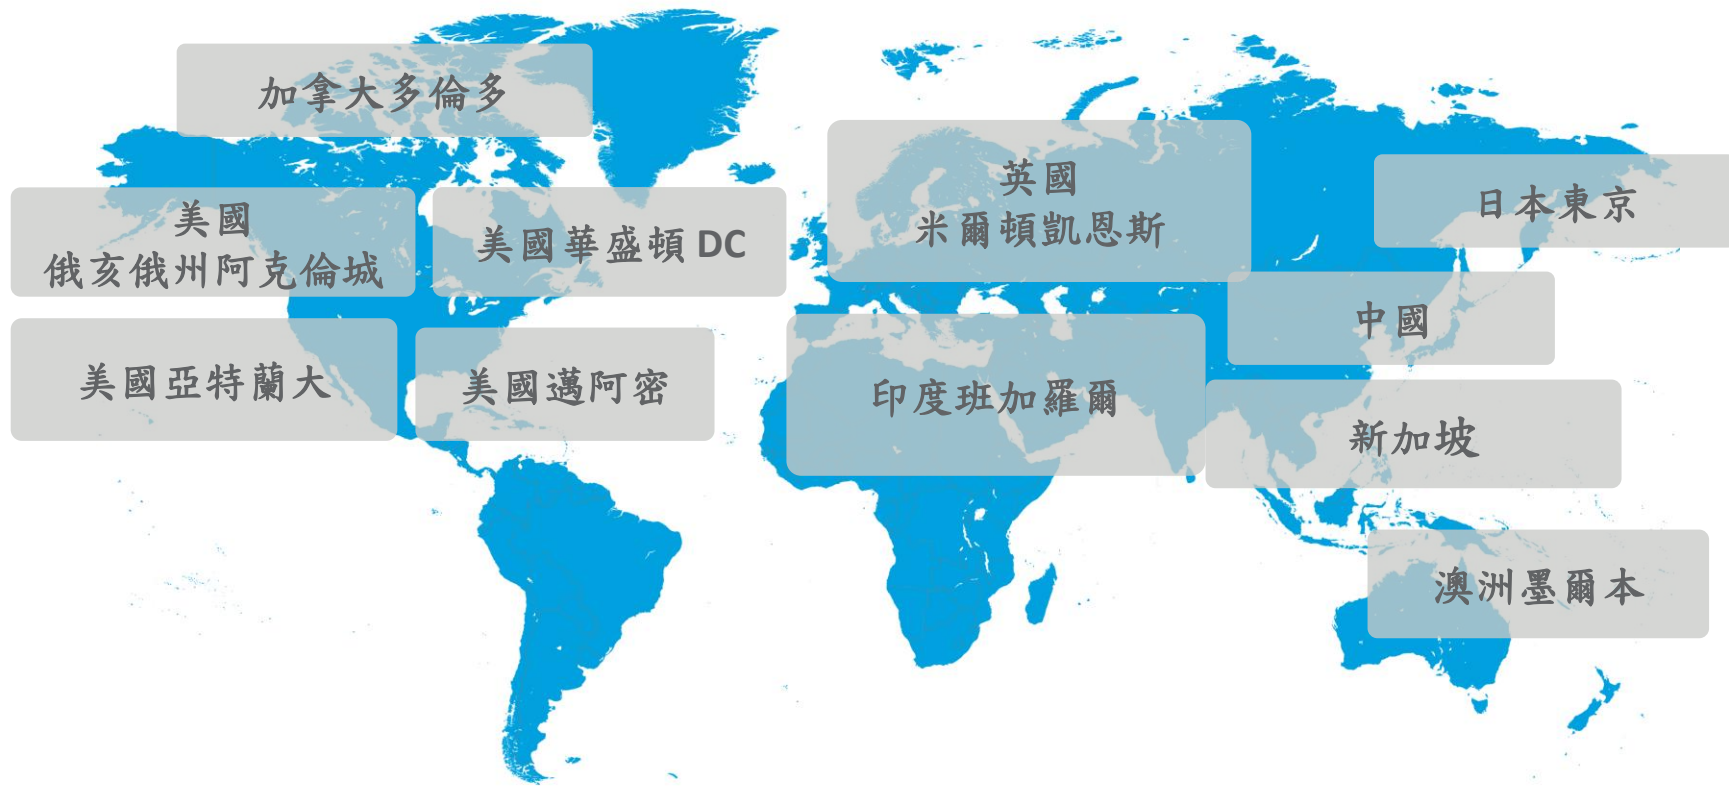 加拿大多倫多
美國
俄亥俄州阿克倫城
美國華盛頓 DC
美國亞特蘭大
美國邁阿密
英國
米爾頓凱恩斯
日本東京
中國
印度班加羅爾
新加坡
澳洲墨爾本